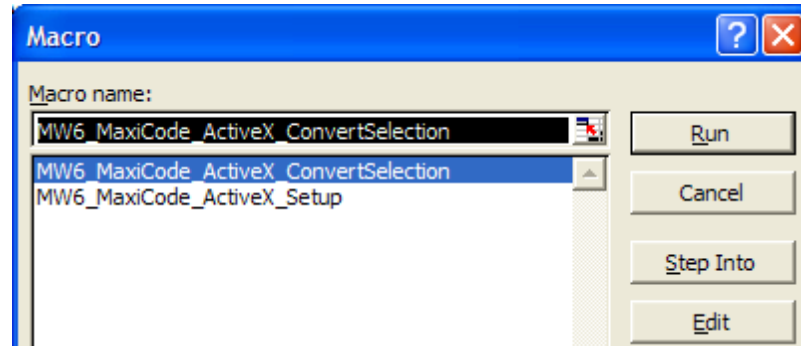 Macro
Macro name:
MW6_MaxiCode_ActiveX_ConvertSelection
Run
MW6_MaxiCode_ActiveX_ConvertSelection
MW6_MaxiCode_ActiveX_Setup
Cancel
Step Into
Edit